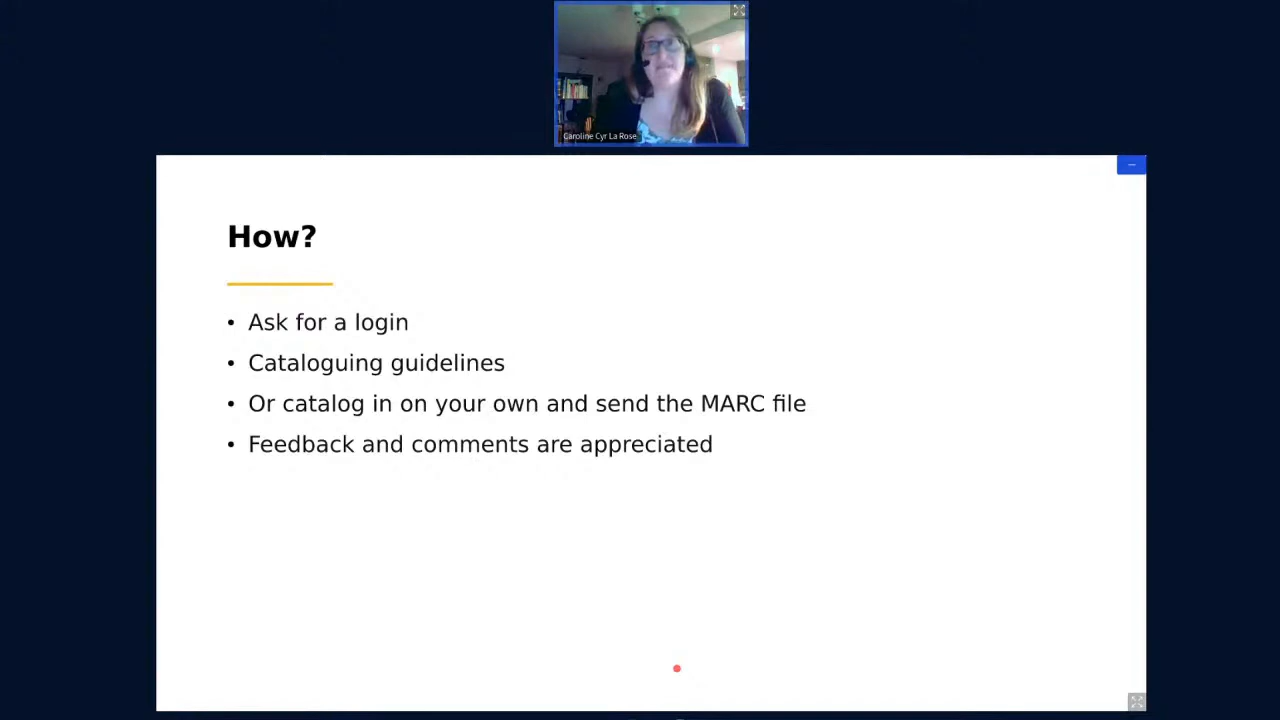 Caroline Cyr La Rose
How?
• Ask for a login
• Cataloguing guidelines
• Or catalog in on your own and send the MARC file
• Feedback and comments are appreciated